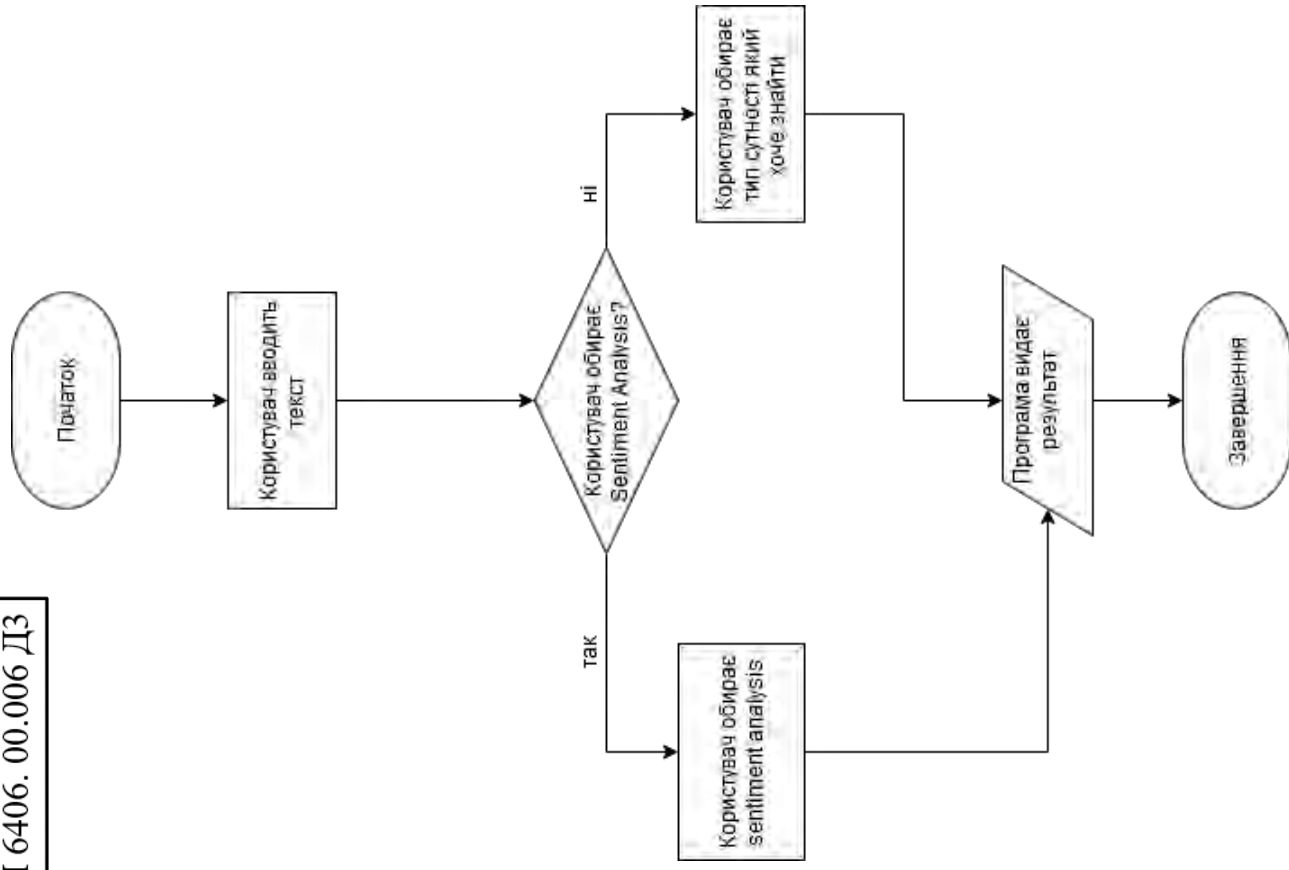 6406. 00.006 ДЗ
Початок
Користувач вводить
текст
Користувач обирає
Sentiment Analysis?
так
ні
Користувач обирає
sentiment analysis
Користувач обирає
тип сутності який
хоче знайти
Програма видає
результат
Завершення